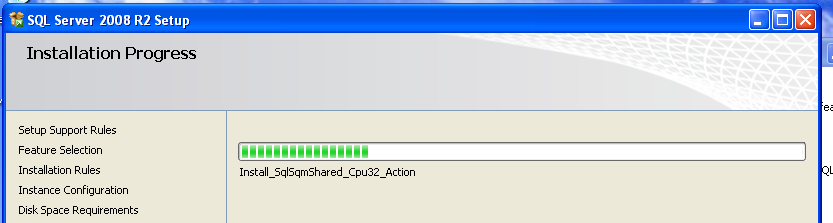 SQL Server 2008 R2 Setup
Installation Progress
Setup Support Rules
Feature Selection
Installation Rules
Instance Configuration
Disk Space Requirements
Install_SqlSqmShared_Cpu32_Action